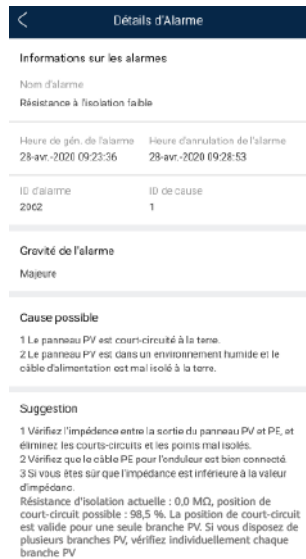 Détails d'Alarme
Informations sur les alarmes
Nom d'alarme
Résistance à l'isolation faible
Heure de gén. de l'alarme Heure d'annulation de l'alarme
28-avr.-2020 09:23:36 28-avr.-2020 09:28:53
ID d'alarme ID de cause
2062 1
Gravité de l'alarme
Majeure
Cause possible
1 Le panneau PV est court-circuité à la terre.
2 Le panneau PV est dans un environnement humide et le
câble d'alimentation est mal isolé à la terre.
Suggestion
1 Vérifiez l'impédence entre la sortie du panneau PV et PE, et
éliminez les courts-circuits et les points mal isolés.
2 Vérifiez que le câble PE pour l'onduleur est bien connecté.
3 Si vous êtes sûr que l'impédance est inférieure à la valeur
d'impédanc.
Résistance d'isolation actuelle : 0,0 MΩ, position de
court-circuit possible : 98,5 %. La position de court-circuit
est valide pour une seule branche PV. Si vous disposez de
plusieurs branches PV, vérifiez individuellement chaque
branche PV